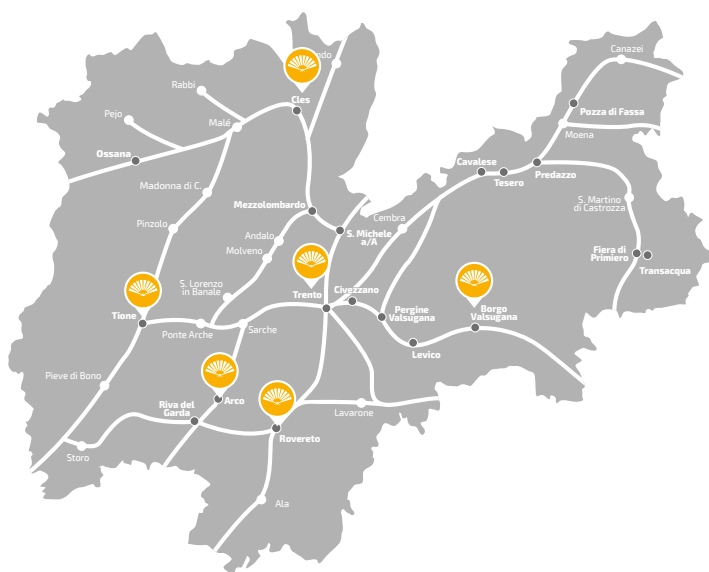 Canazei
ndo
Rabbi
Cles
Pozza di Fassa
Pejo
Malé
Moena
Ossana
Cavalese
Tesero
Predazzo
Madonna di C.
Mezzolombardo
S. Martino
di Castrozza
Pinzolo
Cembra
Andalo
S. Michele
a/A
Molveno
Fiera di
Primiero
Transacqua
S. Lorenzo
in Banale
Trento
Civezzano
Tione
Pergine
Valsugana
Borgo
Valsugana
Ponte Arche
Sarche
Levico
Pieve di Bono
Riva del
Garda
Arco
Lavarone
Rovereto
Storo
Ala